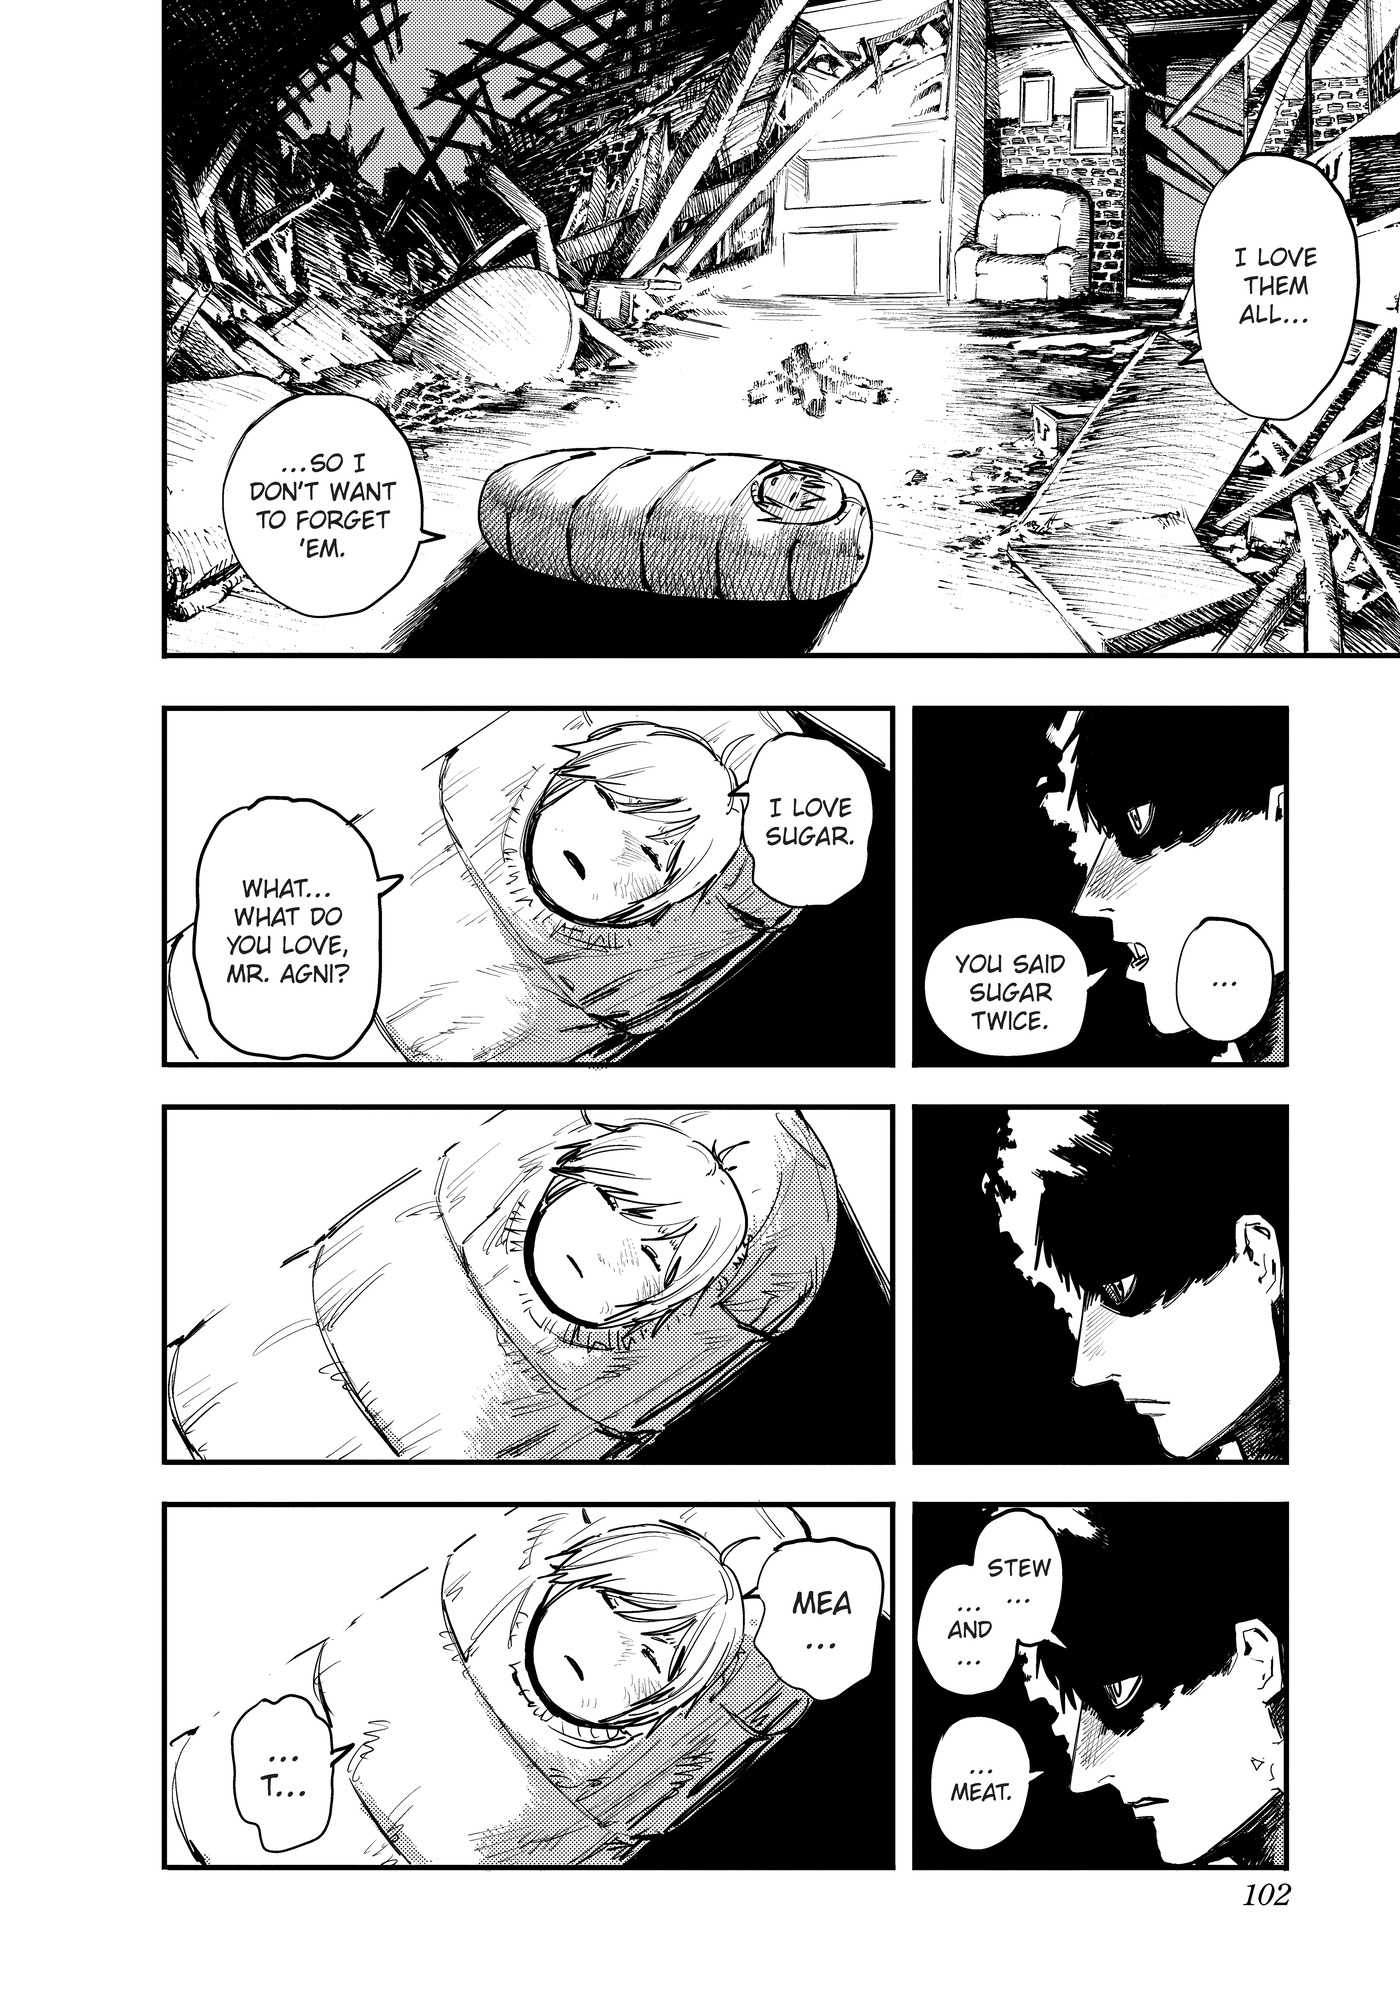 I LOVE
THEM
ALL...
...SO I
DON'T WANT
TO FORGET
'EM.
...
YOU SAID
SUGAR
TWICE.
I LOVE
SUGAR.
WHAT...
WHAT DO
YOU LOVE,
MR. AGNI?
STEW
...
...
AND
...
...
MEAT.
MEA
...
...
T...
102